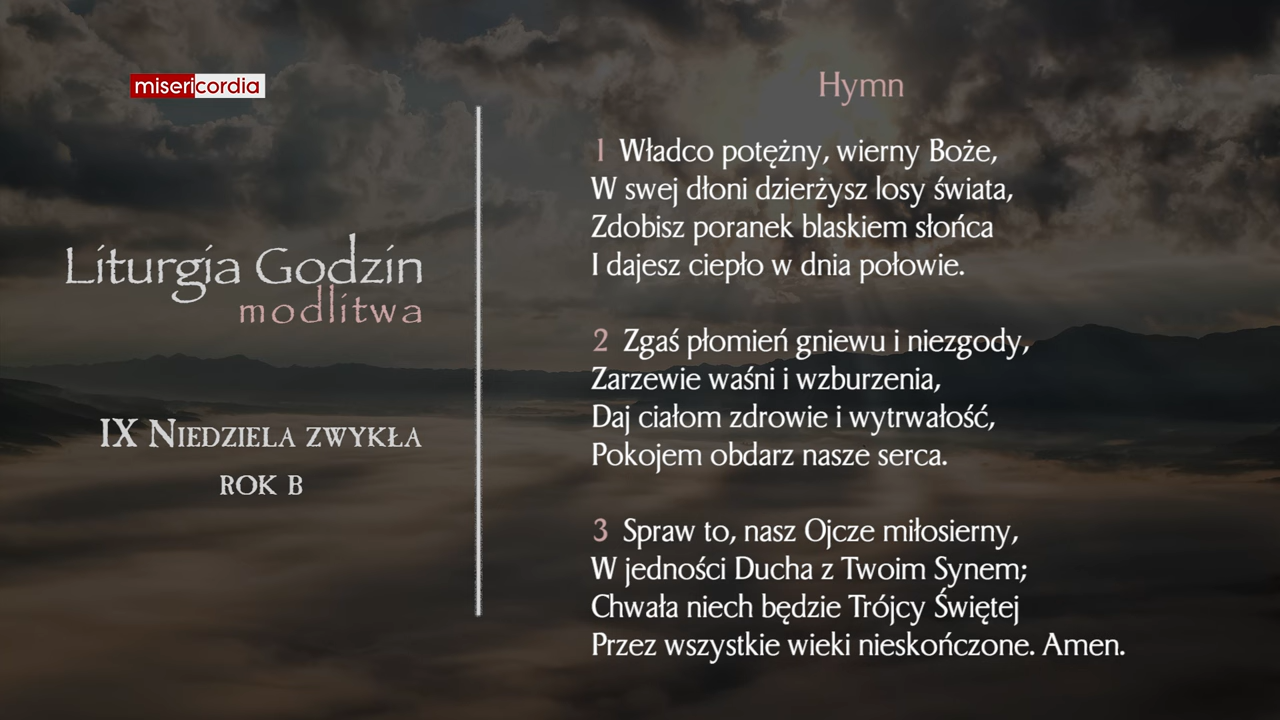 misericordia
Liturgia Godzin
modlitwa
IX Niedziela zwykła
rok B
Hymn
1 Władco potężny, wierny Boże,
W swej dłoni dzierżysz losy świata,
Zdobisz poranek blaskiem słońca
I dajesz ciepło w dnia połowie.
2 Zgaś płomień gniewu i niezgody,
Zarzewie waśni i wzburzenia,
Daj ciałom zdrowie i wytrwałość,
Pokojem obdarz nasze serca.
3 Spraw to, nasz Ojcze miłosierny,
W jedności Ducha z Twoim Synem;
Chwała niech będzie Trójcy Świętej
Przez wszystkie wieki nieskończone. Amen.